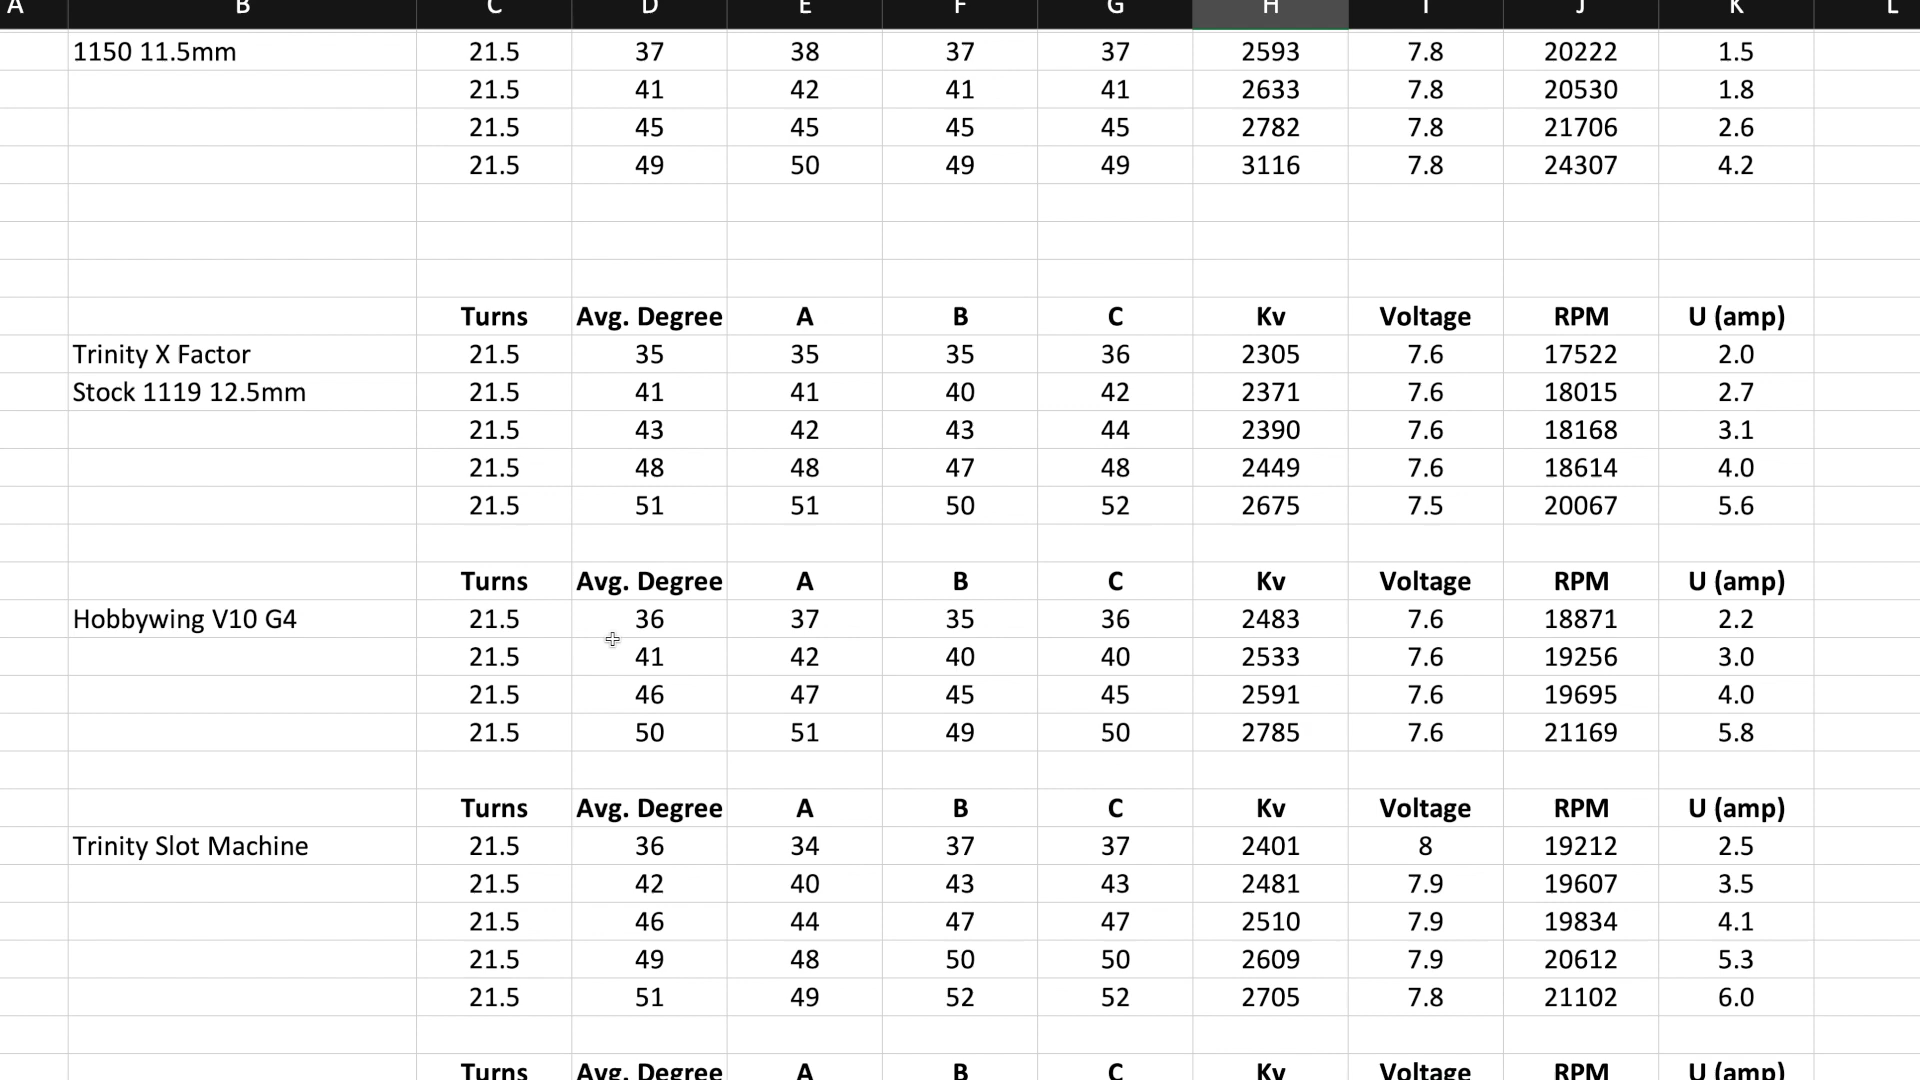 A B C D E F G H I J K L
1150 11.5mm 21.5 37 38 37 37 2593 7.8 20222 1.5
21.5 41 42 41 41 2633 7.8 20530 1.8
21.5 45 45 45 45 2782 7.8 21706 2.6
21.5 49 50 49 49 3116 7.8 24307 4.2
Turns Avg. Degree A B C Kv Voltage RPM U (amp)
Trinity X Factor 21.5 35 35 35 36 2305 7.6 17522 2.0
Stock 1119 12.5mm 21.5 41 41 40 42 2371 7.6 18015 2.7
21.5 43 42 43 44 2390 7.6 18168 3.1
21.5 48 48 47 48 2449 7.6 18614 4.0
21.5 51 51 50 52 2675 7.5 20067 5.6
Turns Avg. Degree A B C Kv Voltage RPM U (amp)
Hobbywing V10 G4 21.5 36 37 35 36 2483 7.6 18871 2.2
21.5 41 42 40 40 2533 7.6 19256 3.0
21.5 46 47 45 45 2591 7.6 19695 4.0
21.5 50 51 49 50 2785 7.6 21169 5.8
Turns Avg. Degree A B C Kv Voltage RPM U (amp)
Trinity Slot Machine 21.5 36 34 37 37 2401 8 19212 2.5
21.5 42 40 43 43 2481 7.9 19607 3.5
21.5 46 44 47 47 2510 7.9 19834 4.1
21.5 49 48 50 50 2609 7.9 20612 5.3
21.5 51 49 52 52 2705 7.8 21102 6.0
Turns Avg. Degree A B C Kv Voltage RPM U (amp)